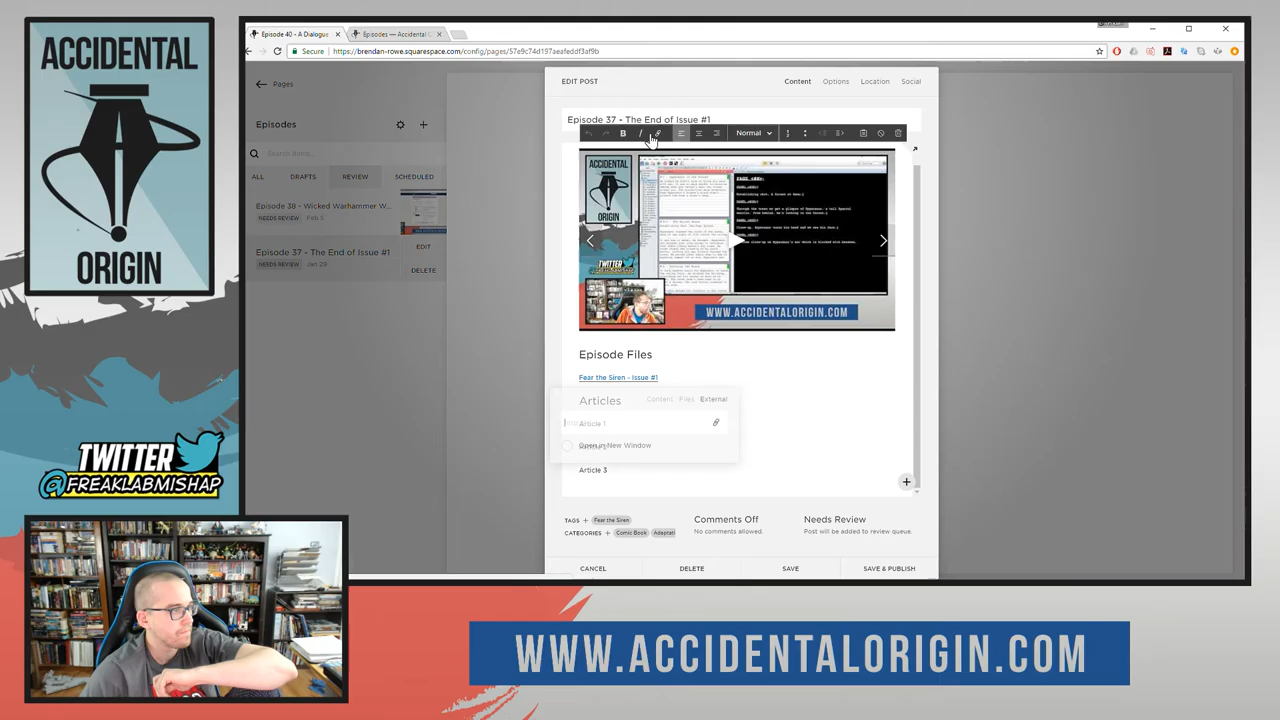 ACCIDENTAL
ORIGIN
TWITTER
@FREAKLABMISHAP
WWW.ACCIDENTALORIGIN.COM
Episode 40 - A Dialogue
Episodes — Accidental O
Secure
https://brendan-rowe.squarespace.com/config/pages/57e9c74d197aeafeddf3af9b
Pages
Episodes
Search items...
ALL
DRAFTS
REVIEW
SCHEDULED
Episode 38 - Wicked Warhammer W...
NEEDS REVIEW
Feb 5
Episode 37 - The End of Issue #1
NEEDS REVIEW
Jan 29
EDIT
DELETE
EDIT POST
Content
Options
Location
Social
Episode 37 - The End of Issue #1
B
I
Normal
ACCIDENTAL
ORIGIN
TWITTER
WWW.ACCIDENTALORIGIN.COM
Episode Files
Fear the Siren - Issue #1
Articles
Content
Files
External
Article 1
Open in New Window
Article 3
TAGS +
Fear the Siren
CATEGORIES +
Comic Book
Adaptati
Comments Off
No comments allowed.
Needs Review
Post will be added to review queue.
CANCEL
DELETE
SAVE
SAVE & PUBLISH